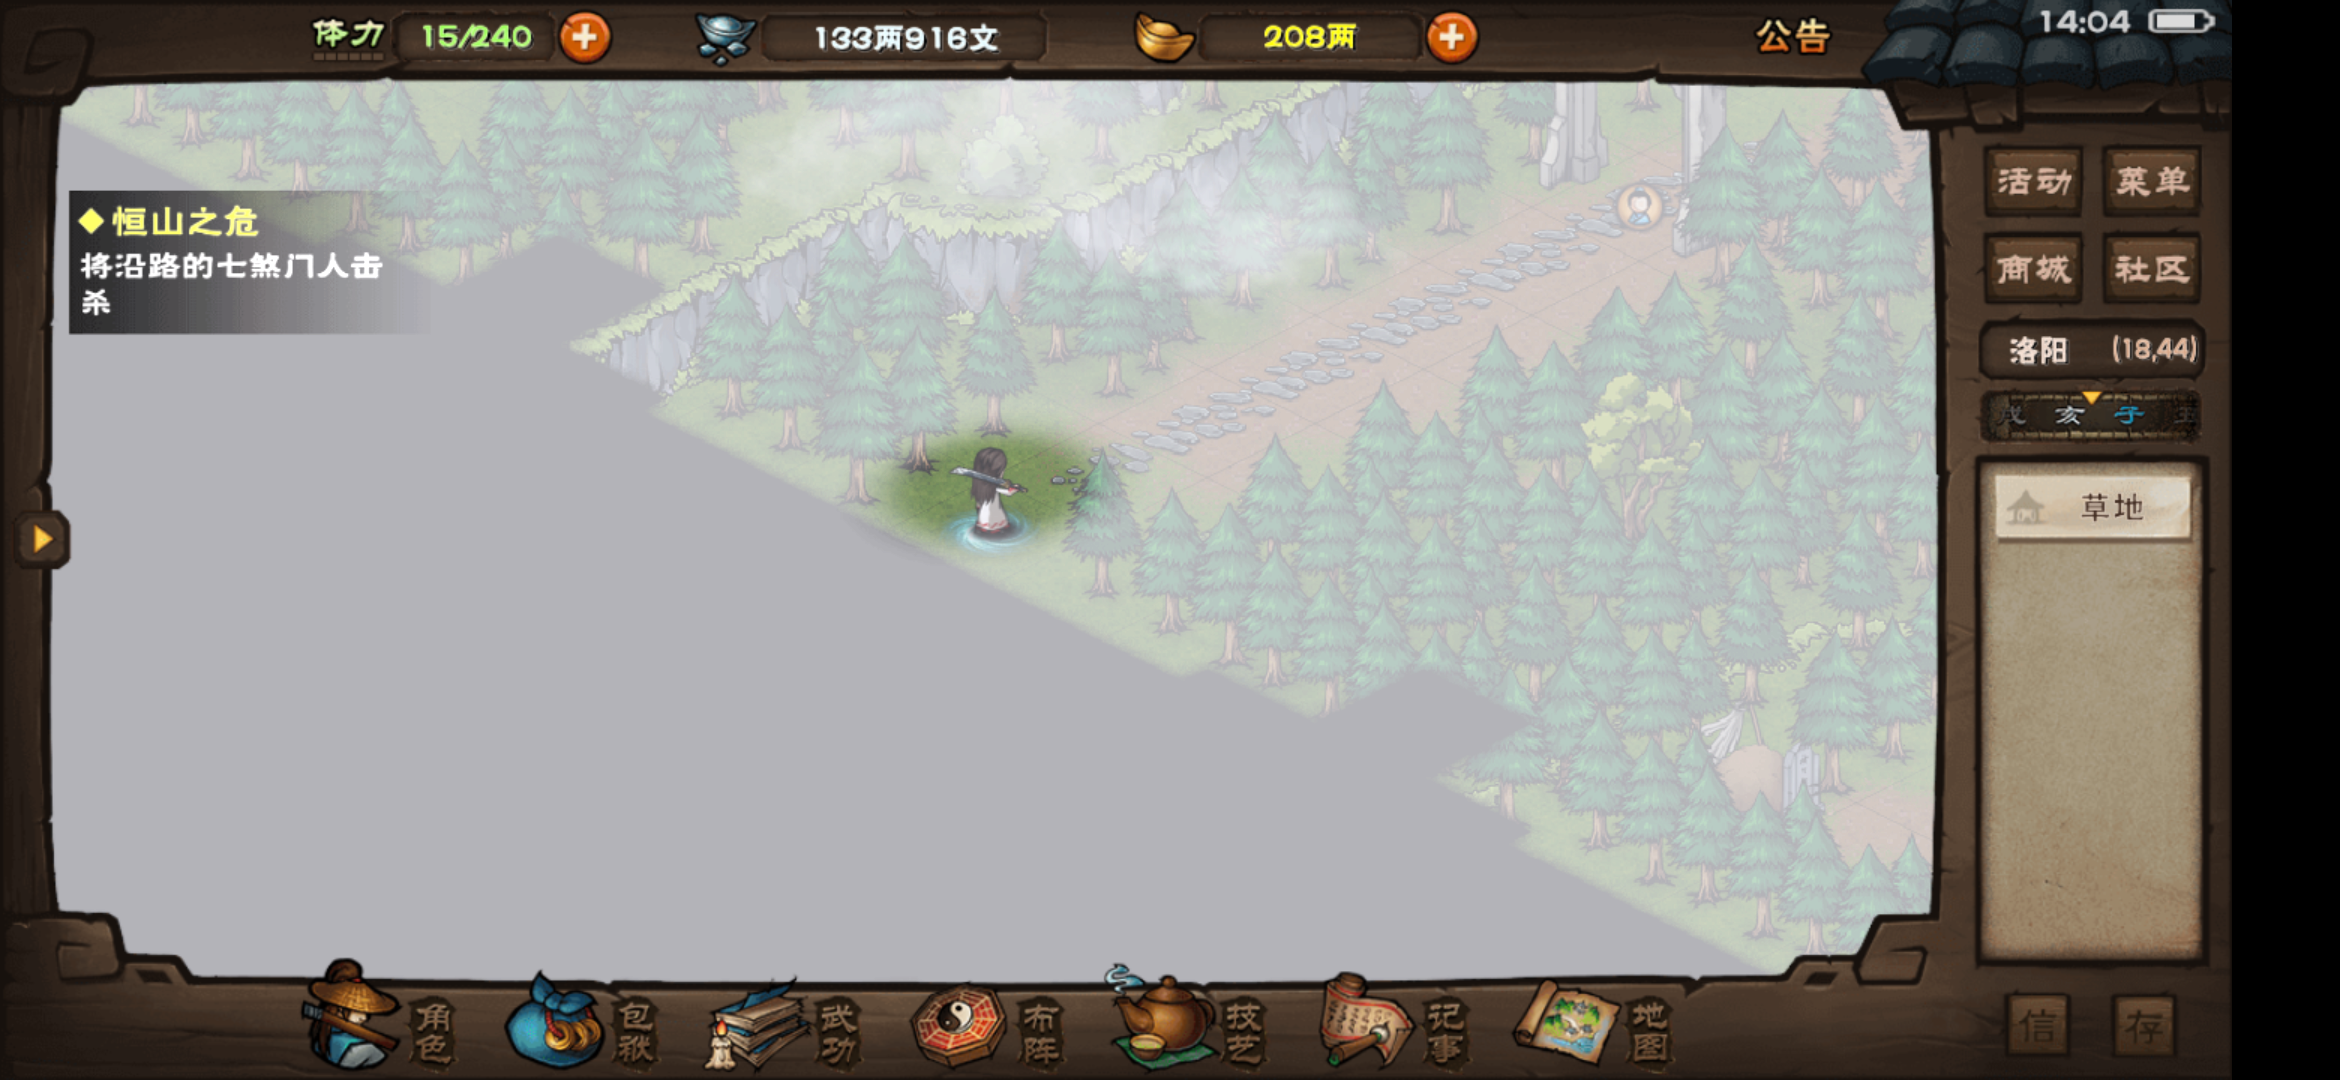 体力 15/240
133两916文
208两
公告
14:04
恒山之危
将沿路的七煞门人击
杀
活动 菜单
商城 社区
洛阳 (18,44)
戌 亥 子
草地
角色
包袱
武功
布阵
技艺
记事
地图
信 存